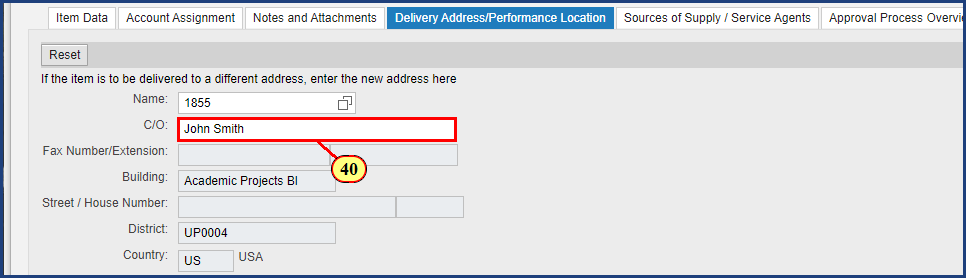 Item Data Account Assignment Notes and Attachments Delivery Address/Performance Location Sources of Supply / Service Agents Approval Process Overvi
Reset
If the item is to be delivered to a different address, enter the new address here
Name: 1855
C/O: John Smith
Fax Number/Extension:
40
Building: Academic Projects Bl
Street / House Number:
District: UP0004
Country: US USA